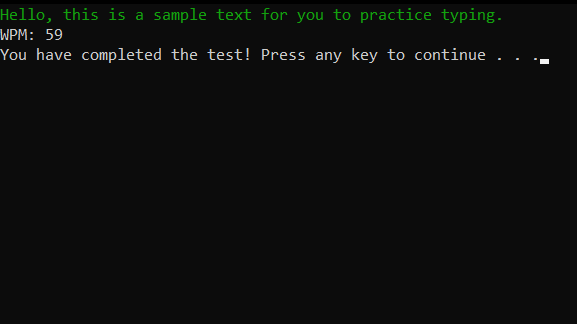 Hello, this is a sample text for you to practice typing.
WPM: 59
You have completed the test! Press any key to continue . . .